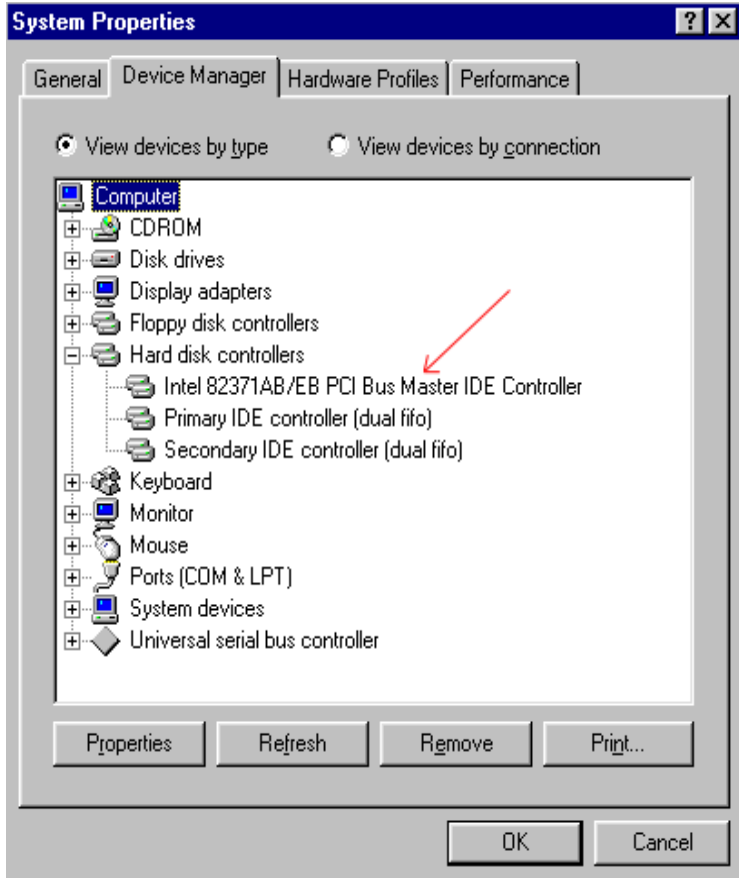 System Properties
General Device Manager Hardware Profiles Performance
View devices by type View devices by connection
Computer
CDROM
Disk drives
Display adapters
Floppy disk controllers
Hard disk controllers
Intel 82371AB/EB PCI Bus Master IDE Controller
Primary IDE controller (dual fifo)
Secondary IDE controller (dual fifo)
Keyboard
Monitor
Mouse
Ports (COM & LPT)
System devices
Universal serial bus controller
Properties Refresh Remove Print...
OK Cancel